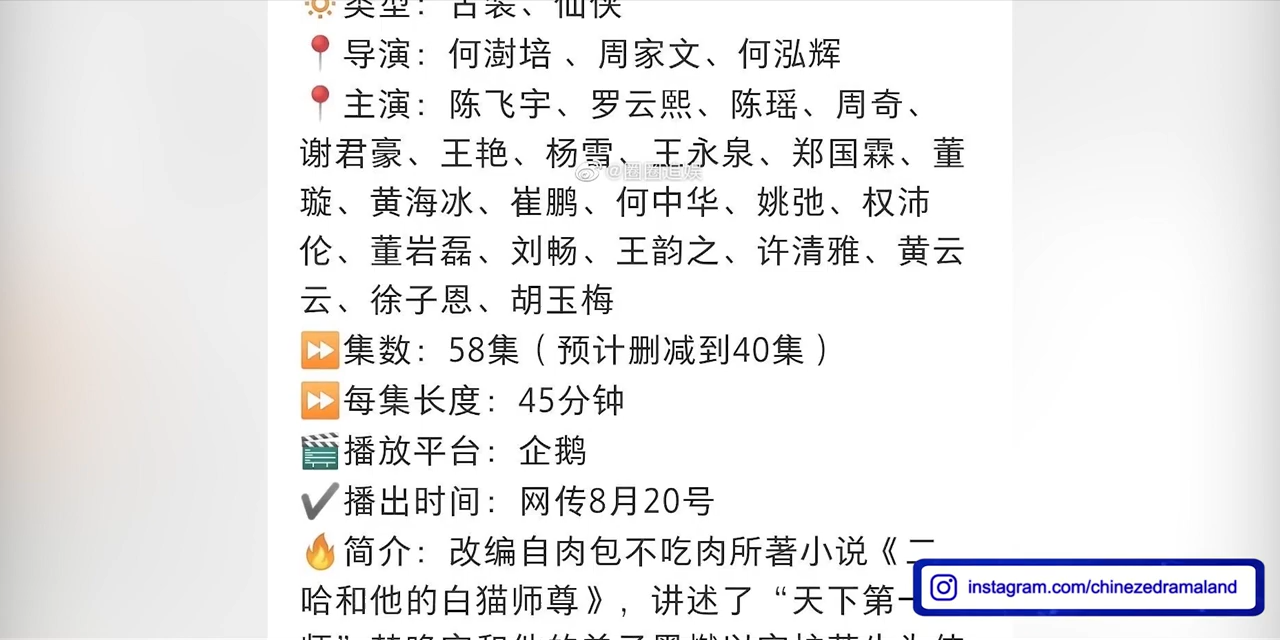 类型：古装、仙侠
导演：何澍培 、周家文、何泓辉
主演：陈飞宇、罗云熙、陈瑶、周奇、
谢君豪、王艳、杨雪、王永泉、郑国霖、董
璇、黄海冰、崔鹏、何中华、姚弛、权沛
伦、董岩磊、刘畅、王韵之、许清雅、黄云
云、徐子恩、胡玉梅
@圈圈追娱
集数：58集（预计删减到40集）
每集长度：45分钟
播放平台：企鹅
播出时间：网传8月20号
简介：改编自肉包不吃肉所著小说《二
哈和他的白猫师尊》，讲述了“天下第一
instagram.com/chinezedramaland